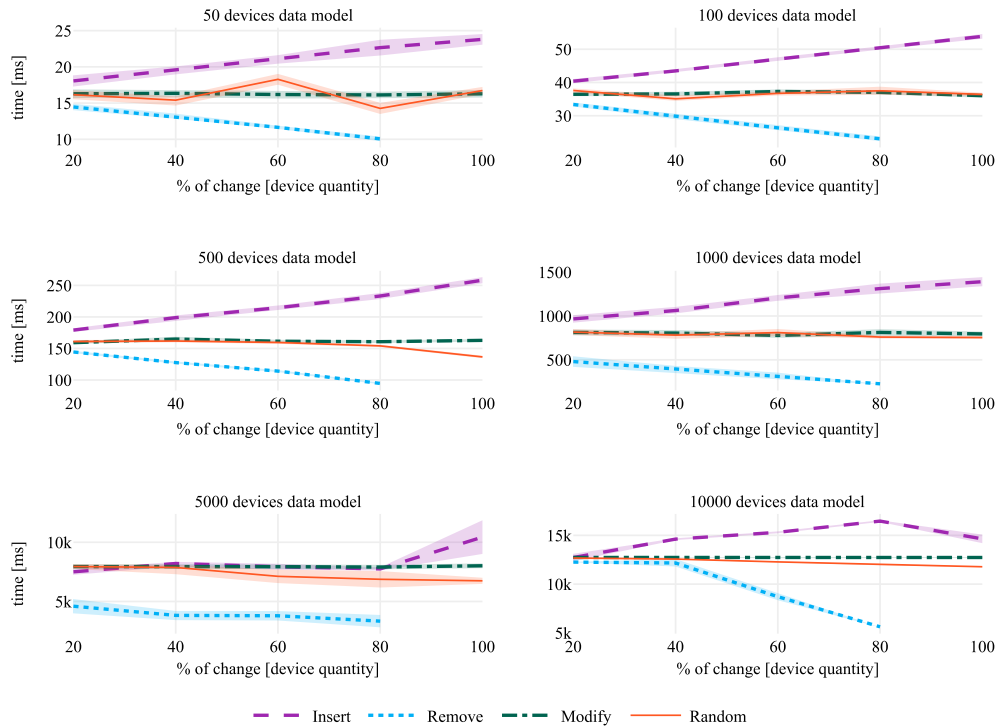 50 devices data model
25
20
15
10
time [ms]
20 40 60 80 100
% of change [device quantity]
100 devices data model
50
40
30
20 40 60 80 100
% of change [device quantity]
500 devices data model
250
200
150
100
time [ms]
20 40 60 80 100
% of change [device quantity]
1000 devices data model
1500
1000
500
20 40 60 80 100
% of change [device quantity]
5000 devices data model
10k
5k
time [ms]
20 40 60 80 100
% of change [device quantity]
10000 devices data model
15k
10k
5k
20 40 60 80 100
% of change [device quantity]
Insert Remove Modify Random